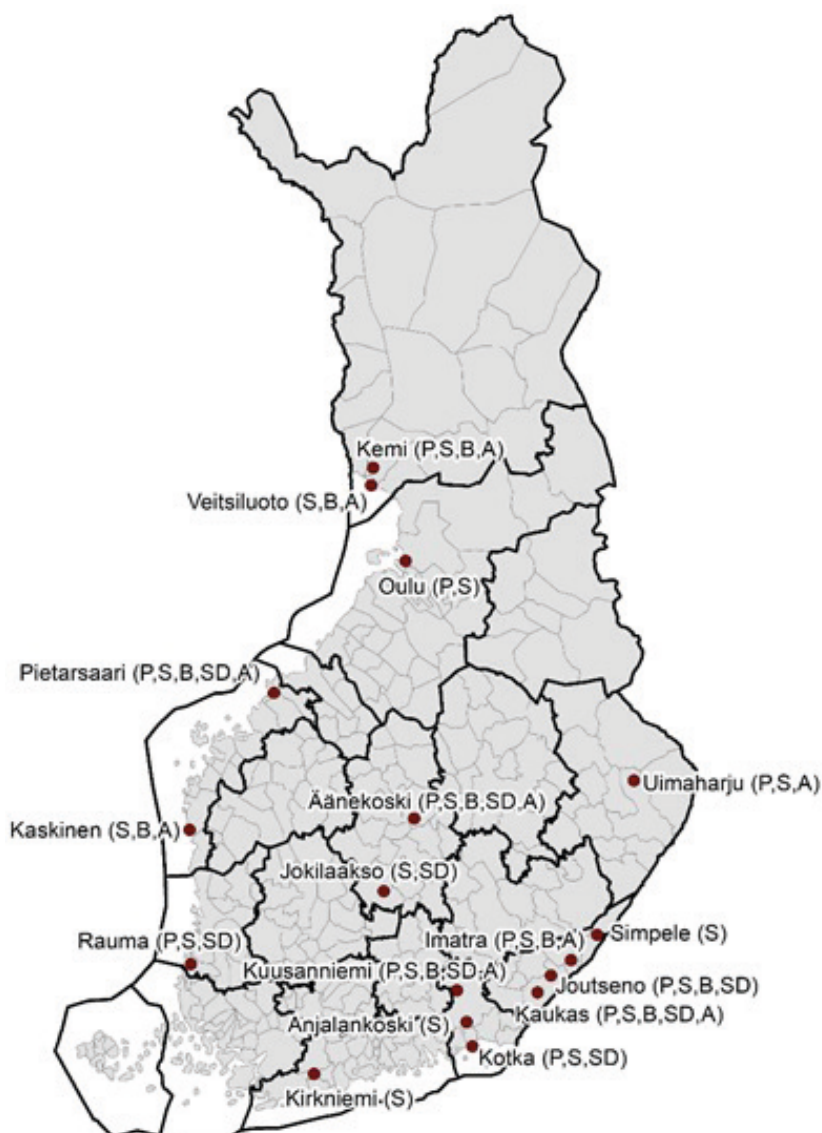 Kemi (P,S,B,A)
Veitsiluoto (S,B,A)
Oulu (P,S)
Pietarsaari (P,S,B,SD,A)
Uimaharju (P,S,A)
Äänekoski (P,S,B,SD,A)
Kaskinen (S,B,A)
Jokilaakso (S,SD)
Simpele (S)
Imatra (P,S,B,A)
Rauma (P,S,SD)
Kuusanniemi (P,S,B,SD,A)
Joutseno (P,S,B,SD)
Kaukas (P,S,B,SD,A)
Anjalankoski (S)
Kotka (P,S,SD)
Kirkniemi (S)